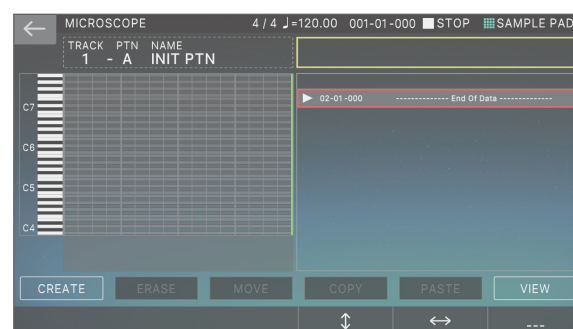 MICROSCOPE 4 / 4 ♩=120.00 001-01-000 STOP SAMPLE PAD
TRACK PTN NAME
1 - A INIT PTN
02-01-000 -------------- End Of Data --------------
C7
C6
C5
C4
CREATE ERASE MOVE COPY PASTE VIEW
---